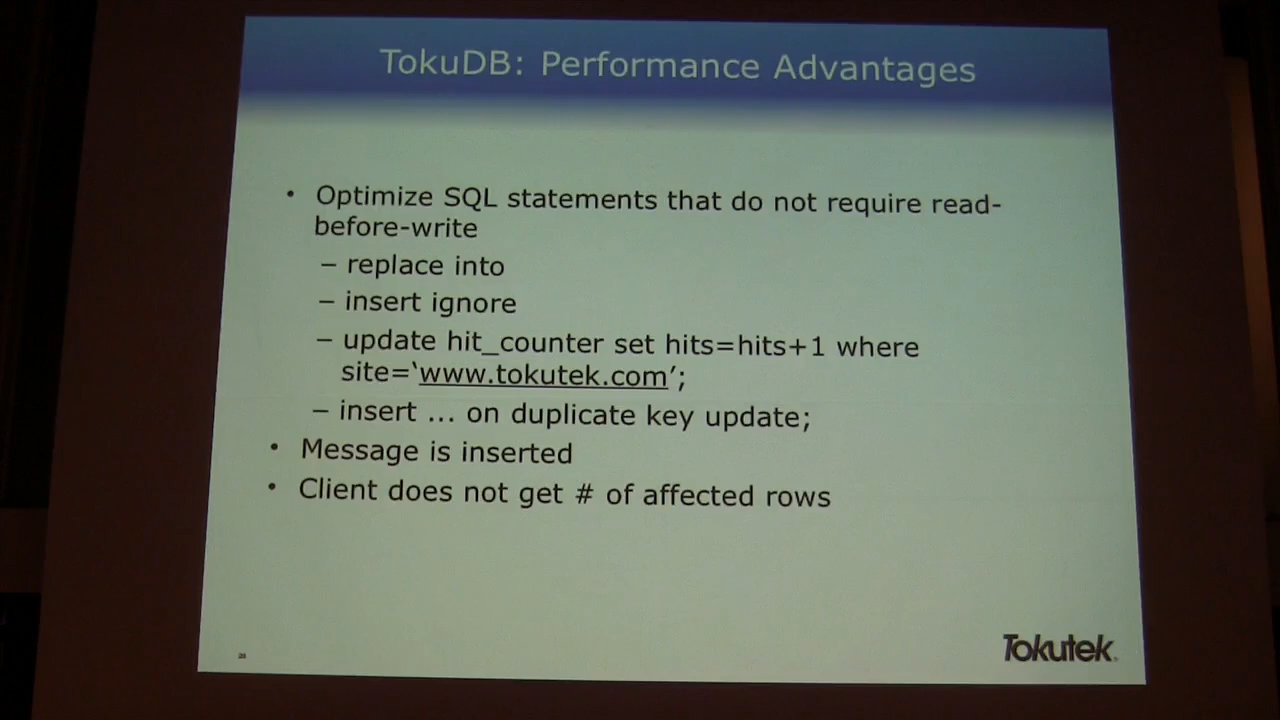 TokuDB: Performance Advantages
• Optimize SQL statements that do not require read-
before-write
– replace into
– insert ignore
– update hit_counter set hits=hits+1 where
site=‘www.tokutek.com’;
– insert ... on duplicate key update;
• Message is inserted
• Client does not get # of affected rows
Tokutek